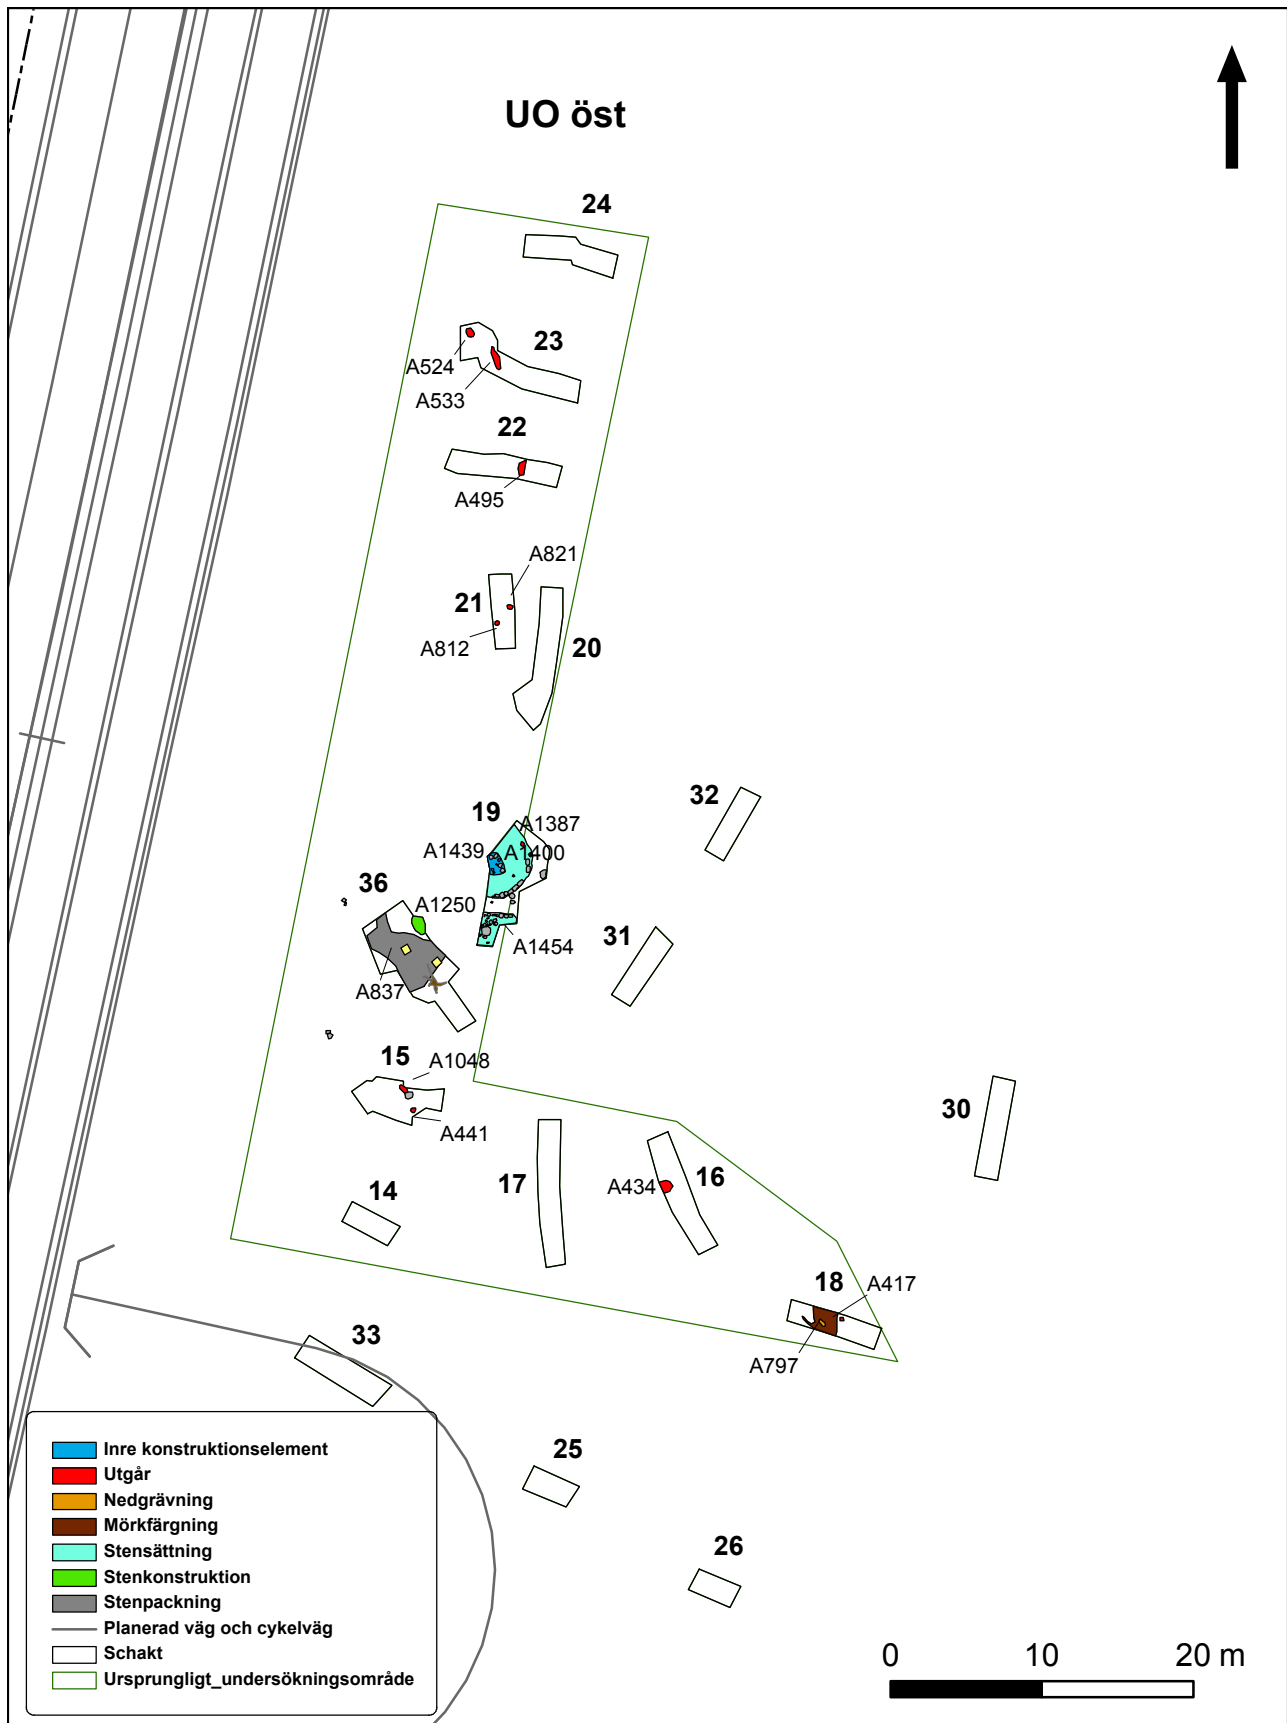 UO öst
24
23
A524
A533
22
A495
A821
21
A812
20
32
19
A1387
A1439
A1400
36
A1250
31
A1454
A837
15
A1048
30
A441
17
A434
16
14
18
A417
A797
33
25
26
Inre konstruktionselement
Utgår
Nedgrävning
Mörkfärgning
Stensättning
Stenkonstruktion
Stenpackning
Planerad väg och cykelväg
Schakt
Ursprungligt_undersökningsområde
0 10 20 m